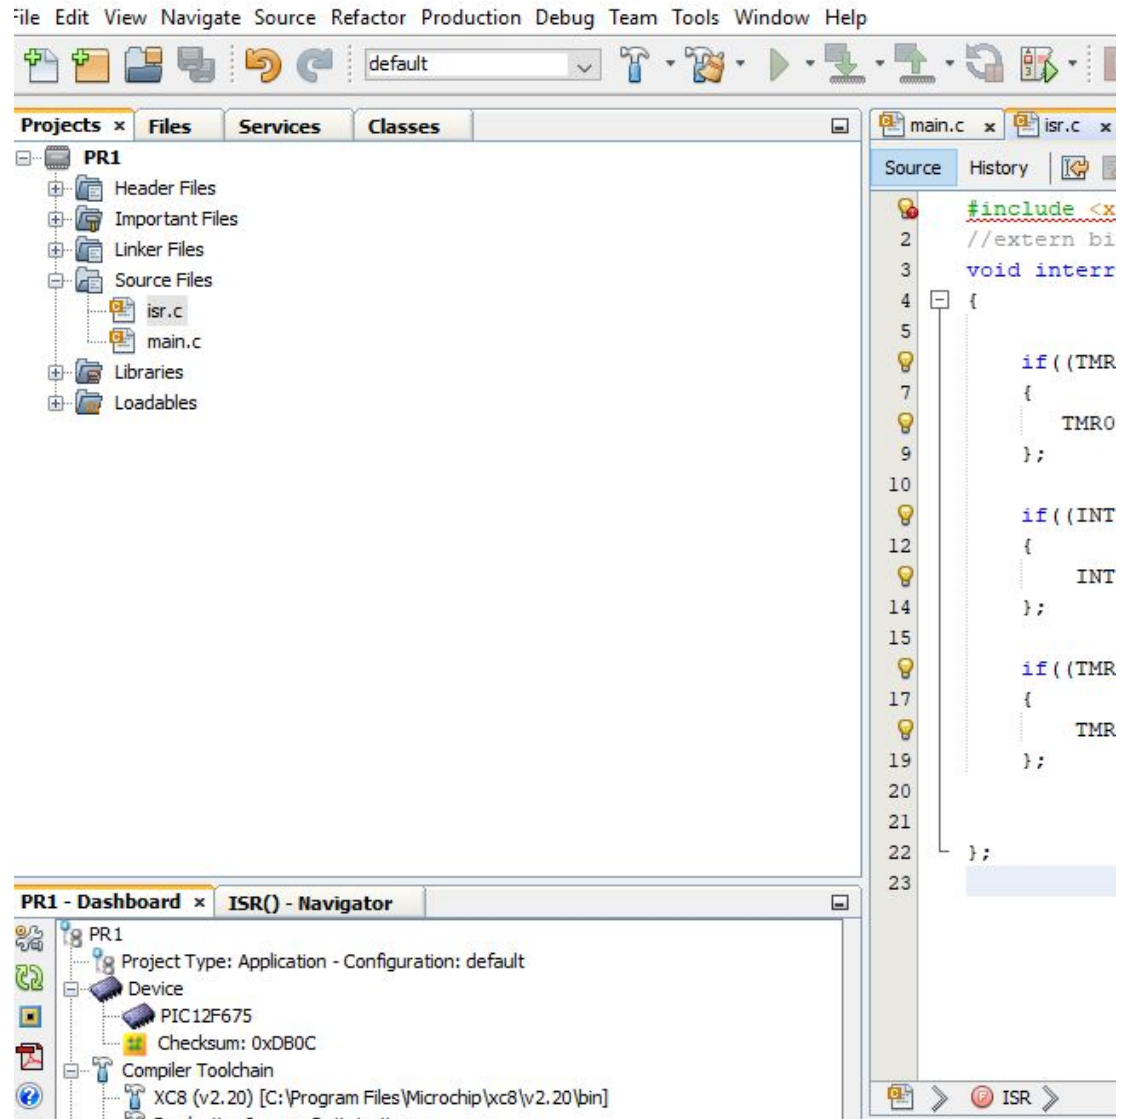 File Edit View Navigate Source Refactor Production Debug Team Tools Window Help
default
Projects x Files Services Classes
PR1
Header Files
Important Files
Linker Files
Source Files
isr.c
main.c
Libraries
Loadables
main.c x isr.c x
Source History
#include <x
2 //extern bi
3 void interr
4 {
5
if((TMR
7 {
TMR0
9 };
10
if((INT
12 {
INT
14 };
15
if((TMR
17 {
TMR
19 };
20
21
22 };
23
PR1 - Dashboard x ISR() - Navigator
PR1
Project Type: Application - Configuration: default
Device
PIC12F675
Checksum: 0xDB0C
Compiler Toolchain
XC8 (v2.20) [C:\Program Files\Microchip\xc8\v2.20\bin]
ISR